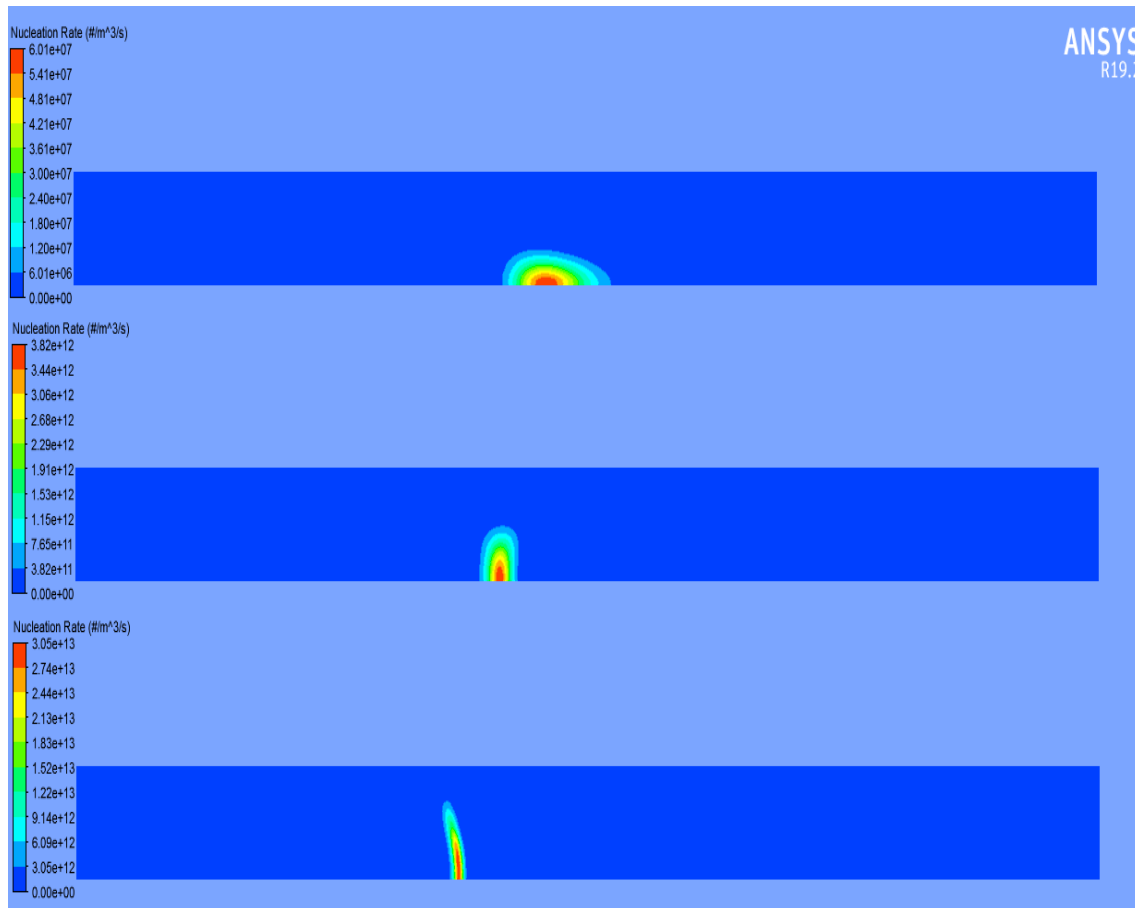 Nucleation Rate (#/m^3/s)
6.01e+07
5.41e+07
4.81e+07
4.21e+07
3.61e+07
3.00e+07
2.40e+07
1.80e+07
1.20e+07
6.01e+06
0.00e+00
ANSYS
R19.2
Nucleation Rate (#/m^3/s)
3.82e+12
3.44e+12
3.06e+12
2.68e+12
2.29e+12
1.91e+12
1.53e+12
1.15e+12
7.65e+11
3.82e+11
0.00e+00
Nucleation Rate (#/m^3/s)
3.05e+13
2.74e+13
2.44e+13
2.13e+13
1.83e+13
1.52e+13
1.22e+13
9.14e+12
6.09e+12
3.05e+12
0.00e+00